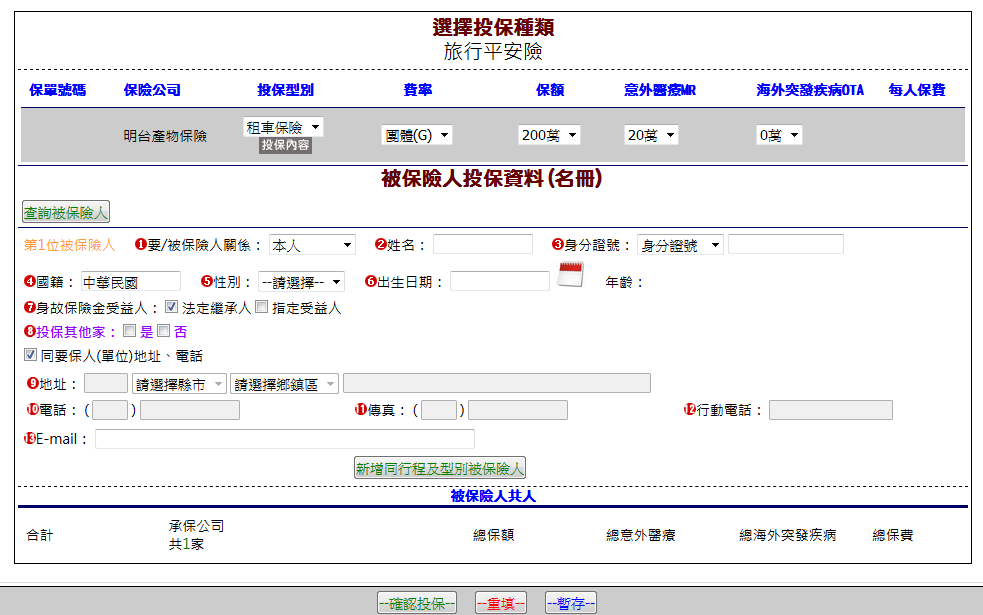 選擇投保種類
旅行平安險
保單號碼 保險公司 投保型別 費率 保額 意外醫療MR 海外突發疾病OTA 每人保費
明台產物保險 租車保險 團體(G) 200萬 20萬 0萬
投保內容
被保險人投保資料(名冊)
查詢被保險人
第1位被保險人 ❶要/被保險人關係： 本人 ❷姓名： ❸身分證號： 身分證號
❹國籍： 中華民國 ❺性別： --請選擇-- ❻出生日期： 年齡：
❼身故保險金受益人： 法定繼承人 指定受益人
❽投保其他家： 是 否
同要保人(單位)地址、電話
❾地址： 請選擇縣市 請選擇鄉鎮區
❿電話： ( ) ⓫傳真： ( ) ⓬行動電話：
⓭E-mail：
新增同行程及型別被保險人
被保險人共人
合計 承保公司 總保額 總意外醫療 總海外突發疾病 總保費
共1家
--確認投保-- --重填-- --暫存--